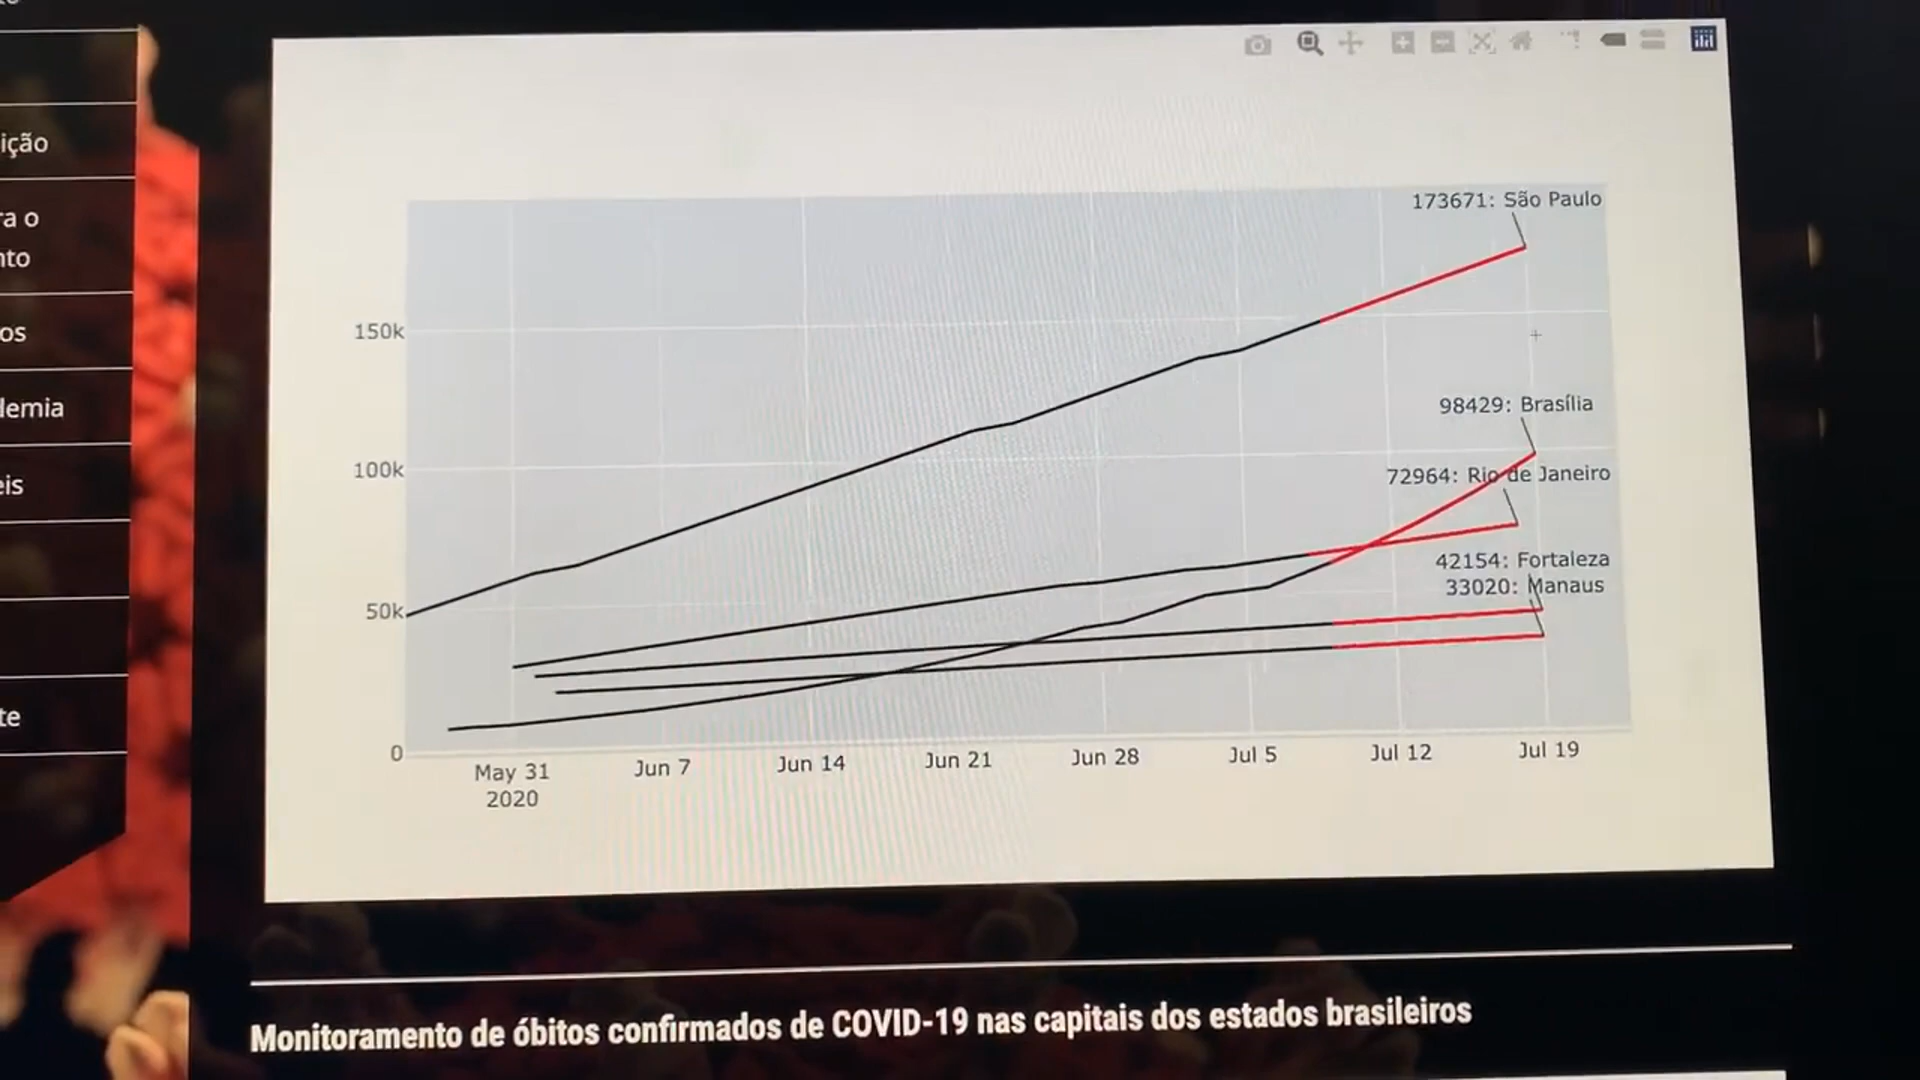 ição
ra o
nto
os
demia
eis
te
173671: São Paulo
150k
98429: Brasília
100k
72964: Rio de Janeiro
42154: Fortaleza
33020: Manaus
50k
0
May 31
2020
Jun 7
Jun 14
Jun 21
Jun 28
Jul 5
Jul 12
Jul 19
Monitoramento de óbitos confirmados de COVID-19 nas capitais dos estados brasileiros